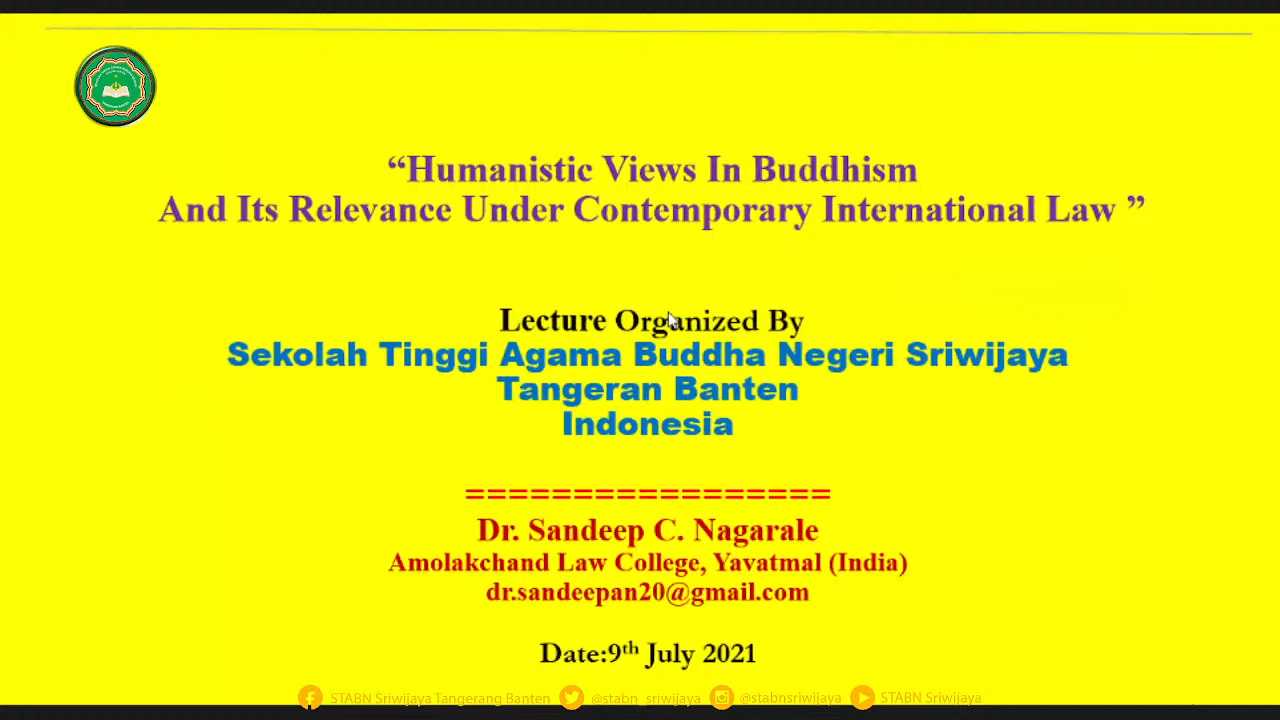 “Humanistic Views In Buddhism
And Its Relevance Under Contemporary International Law ”
Lecture Organized By
Sekolah Tinggi Agama Buddha Negeri Sriwijaya
Tangeran Banten
Indonesia
=================
Dr. Sandeep C. Nagarale
Amolakchand Law College, Yavatmal (India)
dr.sandeepan20@gmail.com
Date:9th July 2021
STABN Sriwijaya Tangerang Banten @stabn_sriwijaya @stabnsriwijaya STABN Sriwijaya